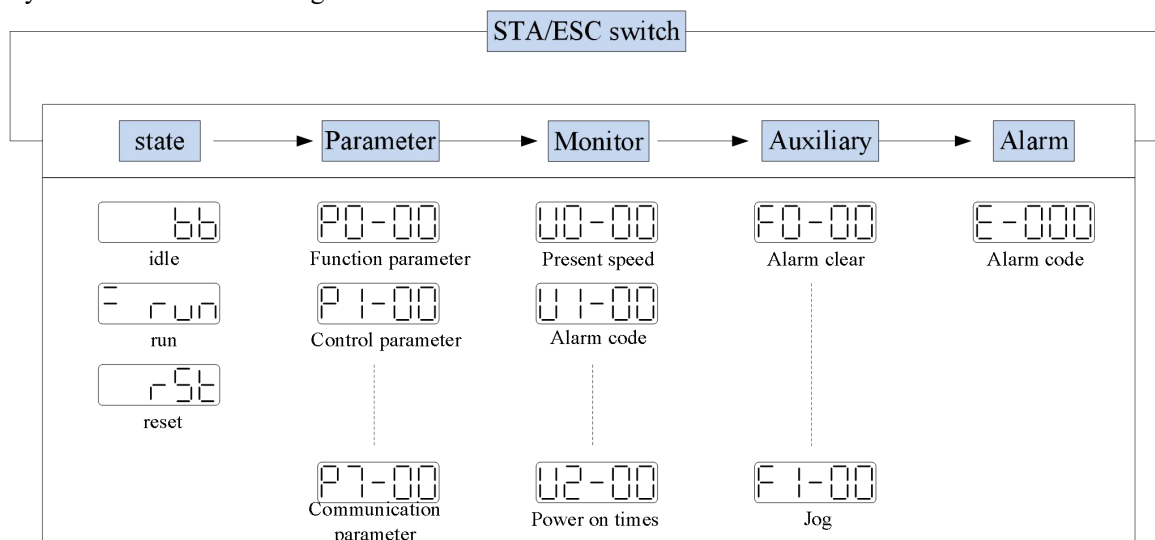 STA/ESC switch
state Parameter Monitor Auxiliary Alarm
bb P0-00 U0-00 F0-00 E-000
idle Function parameter Present speed Alarm clear Alarm code
run P1-00 U1-00
run Control parameter Alarm code
rSt
reset
P7-00 U2-00 F1-00
Communication Power on times Jog
parameter